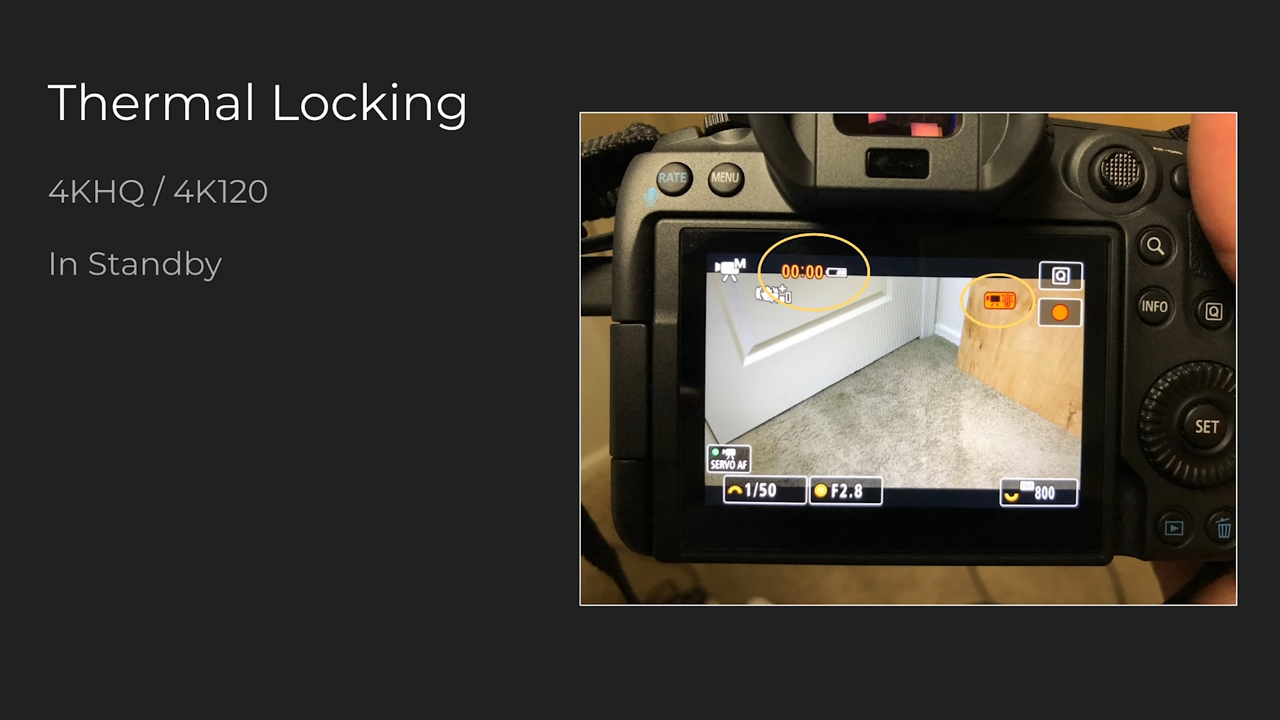 Thermal Locking
4KHQ / 4K120
In Standby
RATE
MENU
M
00:00
Q
INFO
Q
SET
SERVO AF
1/50
F2.8
800